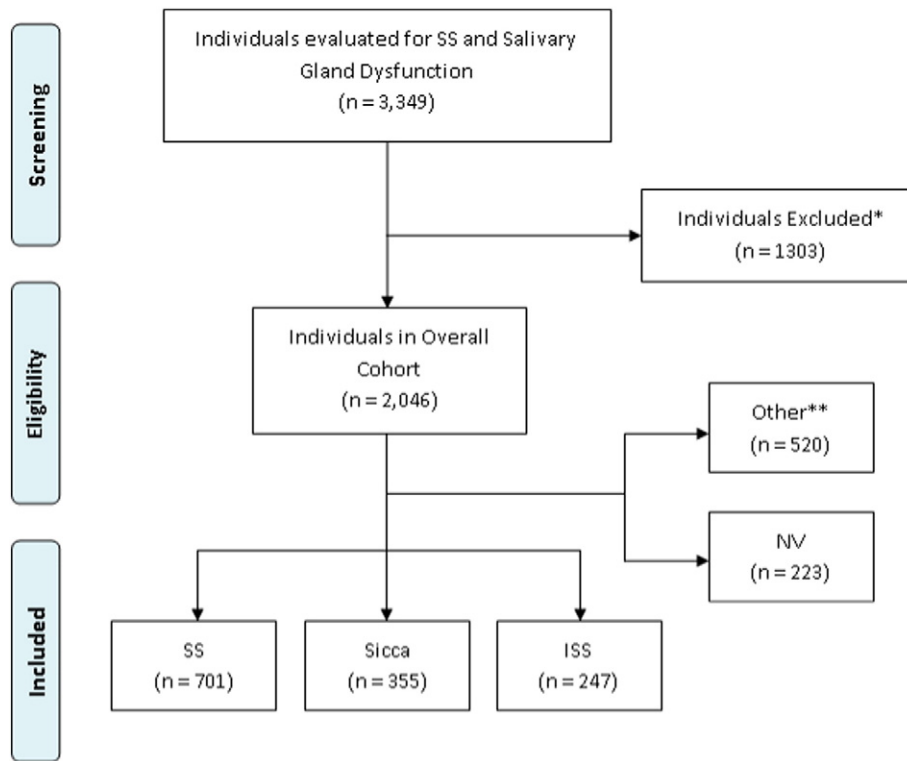 Screening
Individuals evaluated for SS and Salivary
Gland Dysfunction
(n = 3,349)
Individuals Excluded*
(n = 1303)
Eligibility
Individuals in Overall
Cohort
(n = 2,046)
Other**
(n = 520)
NV
(n = 223)
Included
SS
(n = 701)
Sicca
(n = 355)
ISS
(n = 247)